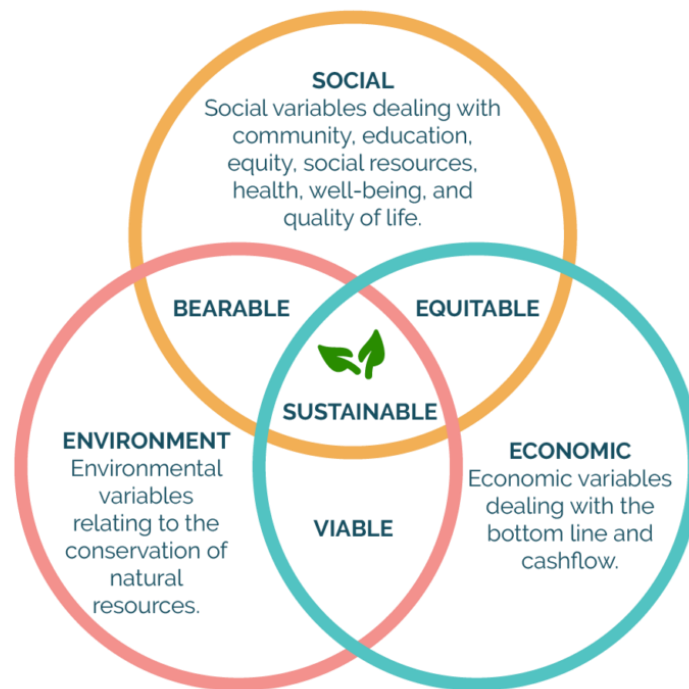 SOCIAL
Social variables dealing with
community, education,
equity, social resources,
health, well-being, and
quality of life.
BEARABLE
EQUITABLE
SUSTAINABLE
ENVIRONMENT
Environmental
variables
relating to the
conservation of
natural
resources.
VIABLE
ECONOMIC
Economic variables
dealing with the
bottom line and
cashflow.